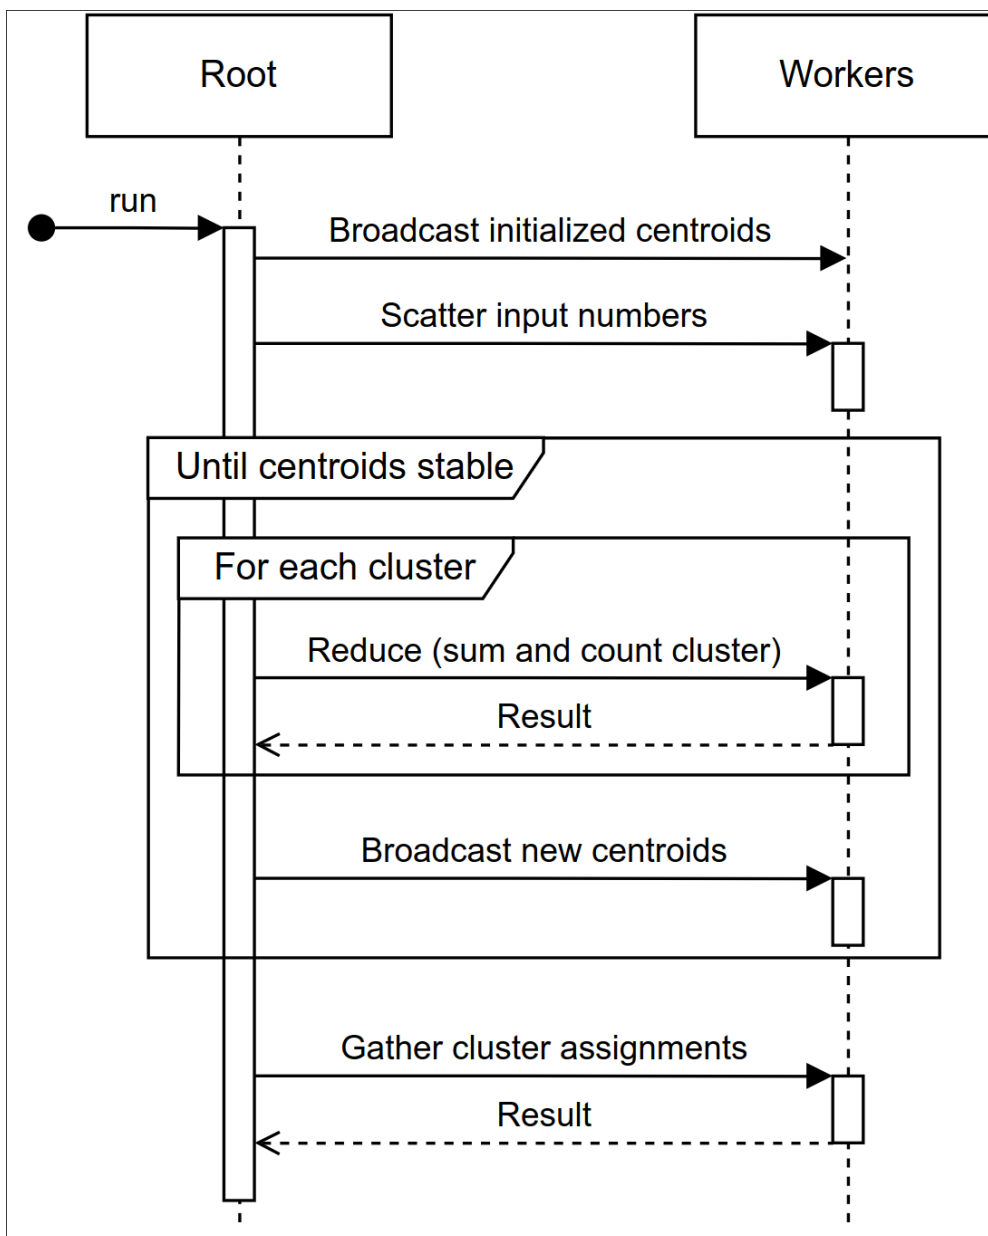 Root
Workers
run
Broadcast initialized centroids
Scatter input numbers
Until centroids stable
For each cluster
Reduce (sum and count cluster)
Result
Broadcast new centroids
Gather cluster assignments
Result